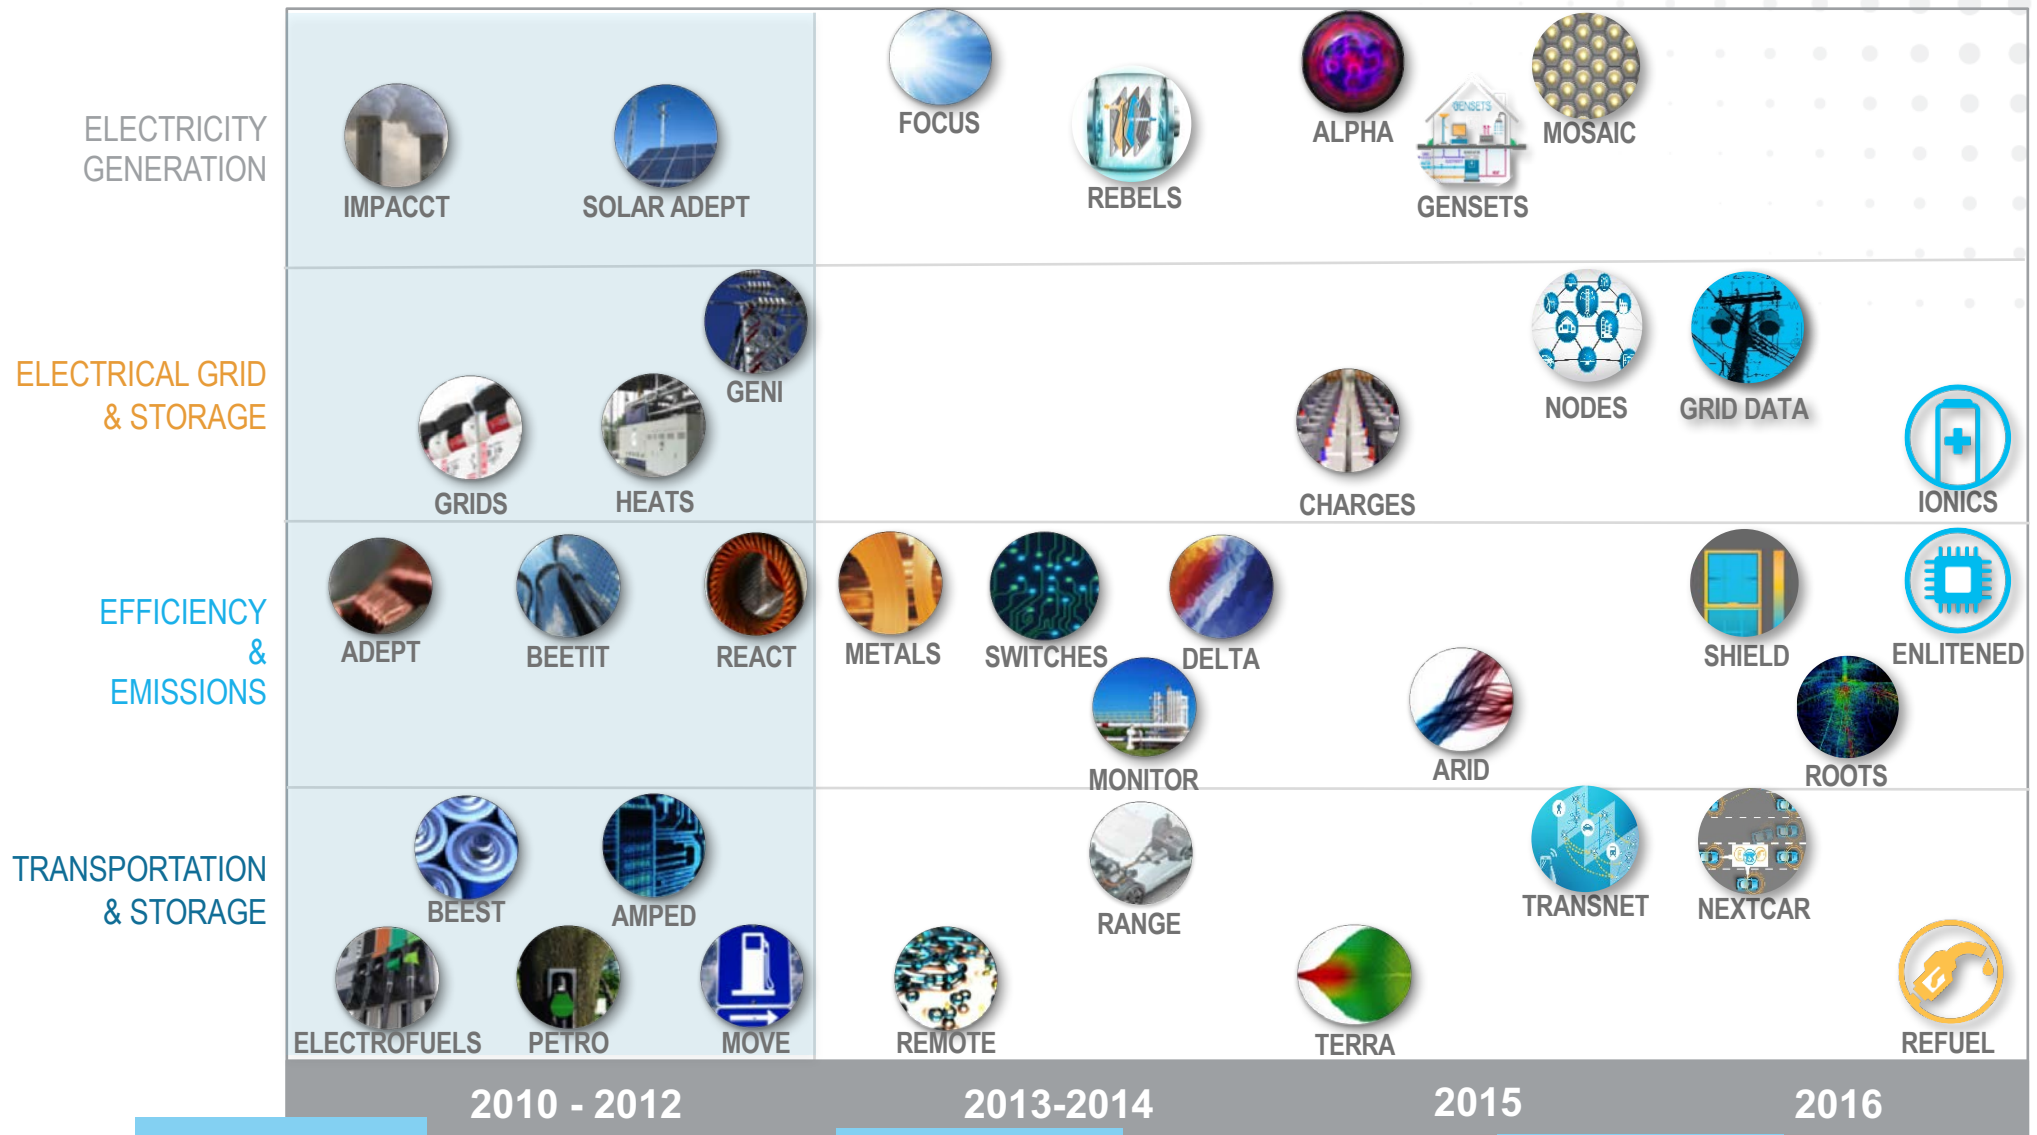 ELECTRICITY
GENERATION
IMPACCT
SOLAR ADEPT
FOCUS
REBELS
ALPHA
GENSETS
GENSETS
MOSAIC
ELECTRICAL GRID
& STORAGE
GRIDS
HEATS
GENI
CHARGES
NODES
GRID DATA
IONICS
EFFICIENCY
&
EMISSIONS
ADEPT
BEETIT
REACT
METALS
SWITCHES
DELTA
MONITOR
ARID
SHIELD
ROOTS
ENLITENED
TRANSPORTATION
& STORAGE
BEEST
AMPED
ELECTROFUELS
PETRO
MOVE
REMOTE
RANGE
TERRA
TRANSNET
NEXTCAR
REFUEL
2010 - 2012
2013-2014
2015
2016